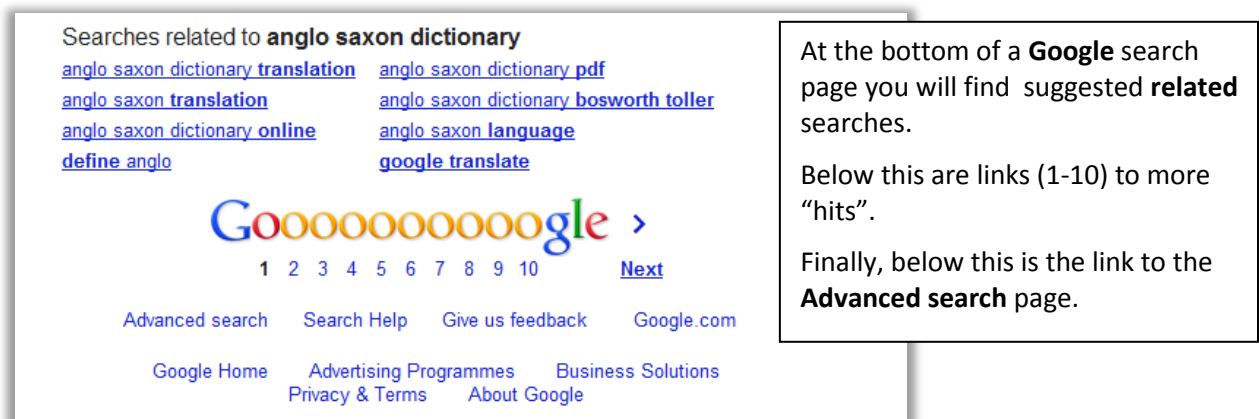 Searches related to anglo saxon dictionary
anglo saxon dictionary translation anglo saxon dictionary pdf
anglo saxon translation anglo saxon dictionary bosworth toller
anglo saxon dictionary online anglo saxon language
define anglo google translate
Goooooooooogle >
1 2 3 4 5 6 7 8 9 10 Next
Advanced search Search Help Give us feedback Google.com
Google Home Advertising Programmes Business Solutions
Privacy & Terms About Google
At the bottom of a Google search
page you will find suggested related
searches.
Below this are links (1-10) to more
“hits”.
Finally, below this is the link to the
Advanced search page.